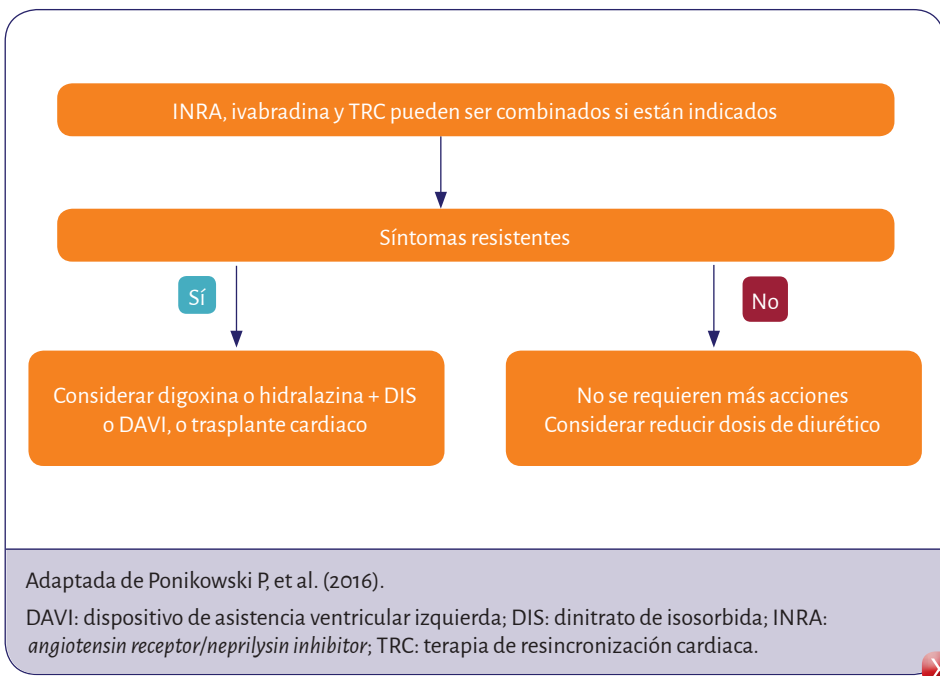 INRA, ivabradina y TRC pueden ser combinados si están indicados
Síntomas resistentes
Sí
No
Considerar digoxina o hidralazina + DIS
o DAVI, o trasplante cardiaco
No se requieren más acciones
Considerar reducir dosis de diurético
Adaptada de Ponikowski P, et al. (2016).
DAVI: dispositivo de asistencia ventricular izquierda; DIS: dinitrato de isosorbida; INRA:
angiotensin receptor/neprilysin inhibitor; TRC: terapia de resincronización cardiaca.
X